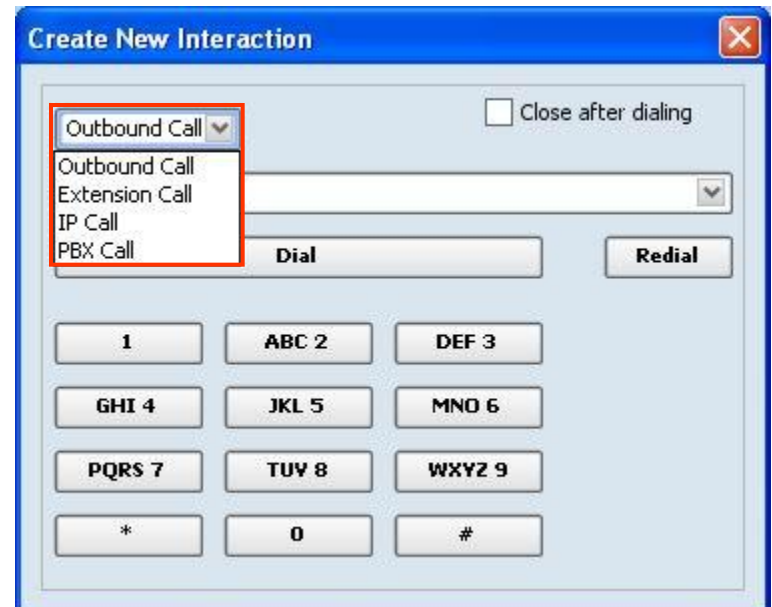 Create New Interaction
Outbound Call
Close after dialing
Outbound Call
Extension Call
IP Call
PBX Call
Dial
Redial
1
ABC 2
DEF 3
GHI 4
JKL 5
MNO 6
PQRS 7
TUV 8
WXYZ 9
*
0
#